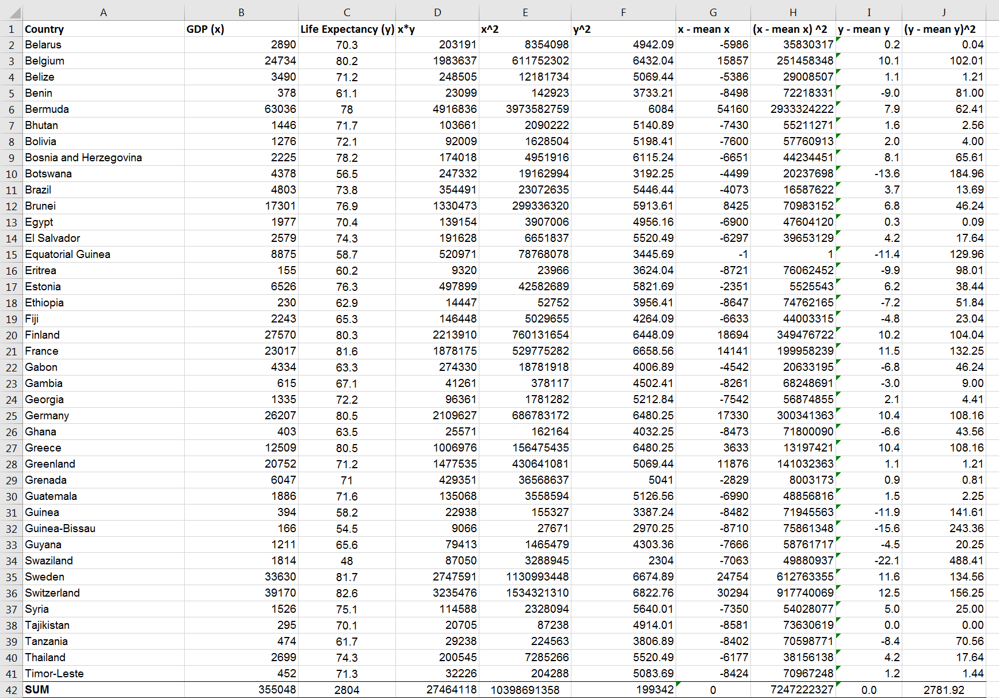 A B C D E F G H I J
1 Country GDP (x) Life Expectancy (y) x*y x^2 y^2 x - mean x (x - mean x) ^2 y - mean y (y - mean y)^2
2 Belarus 2890 70.3 203191 8354098 4942.09 -5986 35830317 0.2 0.04
3 Belgium 24734 80.2 1983637 611752302 6432.04 15857 251458348 10.1 102.01
4 Belize 3490 71.2 248505 12181734 5069.44 -5386 29008507 1.1 1.21
5 Benin 378 61.1 23099 142923 3733.21 -8498 72218331 -9.0 81.00
6 Bermuda 63036 78 4916836 3973582759 6084 54160 2933324222 7.9 62.41
7 Bhutan 1446 71.7 103661 2090222 5140.89 -7430 55211271 1.6 2.56
8 Bolivia 1276 72.1 92009 1628504 5198.41 -7600 57760913 2.0 4.00
9 Bosnia and Herzegovina 2225 78.2 174018 4951916 6115.24 -6651 44234451 8.1 65.61
10 Botswana 4378 56.5 247332 19162994 3192.25 -4499 20237698 -13.6 184.96
11 Brazil 4803 73.8 354491 23072635 5446.44 -4073 16587622 3.7 13.69
12 Brunei 17301 76.9 1330473 299336320 5913.61 8425 70983152 6.8 46.24
13 Egypt 1977 70.4 139154 3907006 4956.16 -6900 47604120 0.3 0.09
14 El Salvador 2579 74.3 191628 6651837 5520.49 -6297 39653129 4.2 17.64
15 Equatorial Guinea 8875 58.7 520971 78768078 3445.69 -1 1 -11.4 129.96
16 Eritrea 155 60.2 9320 23966 3624.04 -8721 76062452 -9.9 98.01
17 Estonia 6526 76.3 497899 42582689 5821.69 -2351 5525543 6.2 38.44
18 Ethiopia 230 62.9 14447 52752 3956.41 -8647 74762165 -7.2 51.84
19 Fiji 2243 65.3 146448 5029655 4264.09 -6633 44003315 -4.8 23.04
20 Finland 27570 80.3 2213910 760131654 6448.09 18694 349476722 10.2 104.04
21 France 23017 81.6 1878175 529775282 6658.56 14141 199958239 11.5 132.25
22 Gabon 4334 63.3 274330 18781918 4006.89 -4542 20633195 -6.8 46.24
23 Gambia 615 67.1 41261 378117 4502.41 -8261 68248691 -3.0 9.00
24 Georgia 1335 72.2 96361 1781282 5212.84 -7542 56874855 2.1 4.41
25 Germany 26207 80.5 2109627 686783172 6480.25 17330 300341363 10.4 108.16
26 Ghana 403 63.5 25571 162164 4032.25 -8473 71800090 -6.6 43.56
27 Greece 12509 80.5 1006976 156475435 6480.25 3633 13197421 10.4 108.16
28 Greenland 20752 71.2 1477535 430641081 5069.44 11876 141032363 1.1 1.21
29 Grenada 6047 71 429351 36568637 5041 -2829 8003173 0.9 0.81
30 Guatemala 1886 71.6 135068 3558594 5126.56 -6990 48856816 1.5 2.25
31 Guinea 394 58.2 22938 155327 3387.24 -8482 71945563 -11.9 141.61
32 Guinea-Bissau 166 54.5 9066 27671 2970.25 -8710 75861348 -15.6 243.36
33 Guyana 1211 65.6 79413 1465479 4303.36 -7666 58761717 -4.5 20.25
34 Swaziland 1814 48 87050 3288945 2304 -7063 49880937 -22.1 488.41
35 Sweden 33630 81.7 2747591 1130993448 6674.89 24754 612763355 11.6 134.56
36 Switzerland 39170 82.6 3235476 1534321310 6822.76 30294 917740069 12.5 156.25
37 Syria 1526 75.1 114588 2328094 5640.01 -7350 54028077 5.0 25.00
38 Tajikistan 295 70.1 20705 87238 4914.01 -8581 73630619 0.0 0.00
39 Tanzania 474 61.7 29238 224563 3806.89 -8402 70598771 -8.4 70.56
40 Thailand 2699 74.3 200545 7285266 5520.49 -6177 38156138 4.2 17.64
41 Timor-Leste 452 71.3 32226 204288 5083.69 -8424 70967248 1.2 1.44
42 SUM 355048 2804 27464118 10398691358 199342 0 7247222327 0.0 2781.92